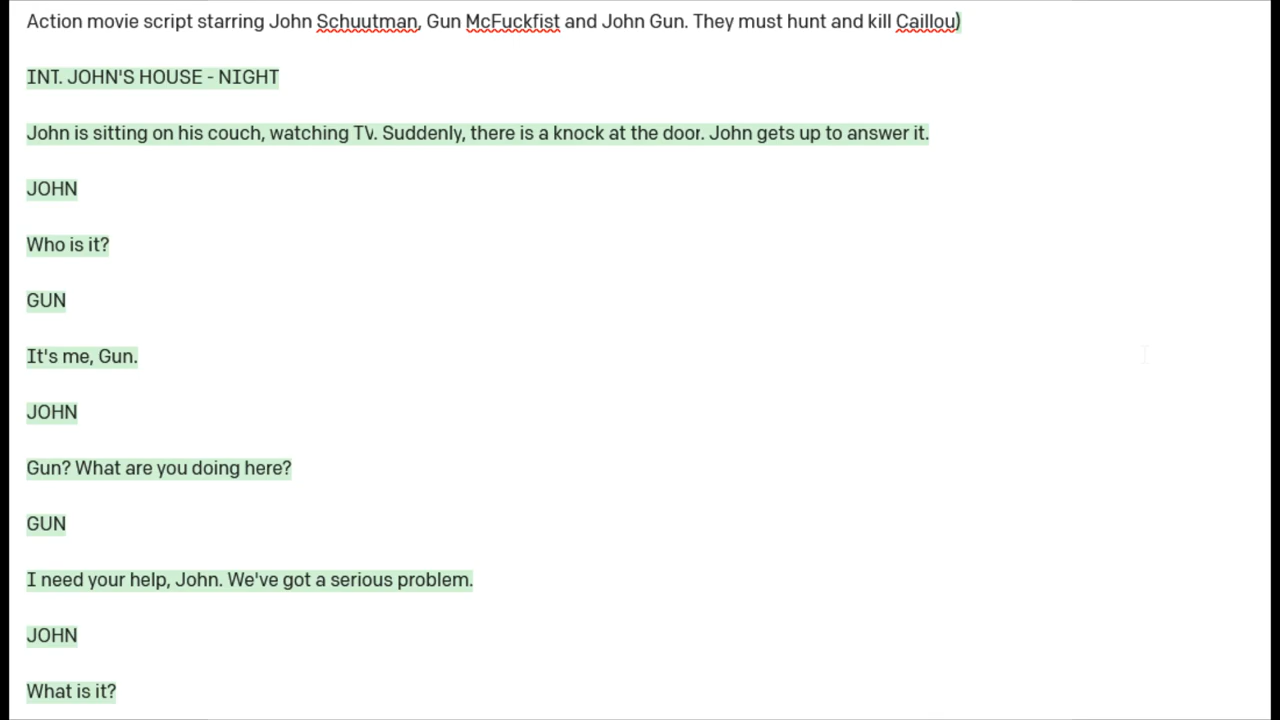 Action movie script starring John Schuutman, Gun McFuckfist and John Gun. They must hunt and kill Caillou)
INT. JOHN'S HOUSE - NIGHT
John is sitting on his couch, watching TV. Suddenly, there is a knock at the door. John gets up to answer it.
JOHN
Who is it?
GUN
It's me, Gun.
JOHN
Gun? What are you doing here?
GUN
I need your help, John. We've got a serious problem.
JOHN
What is it?